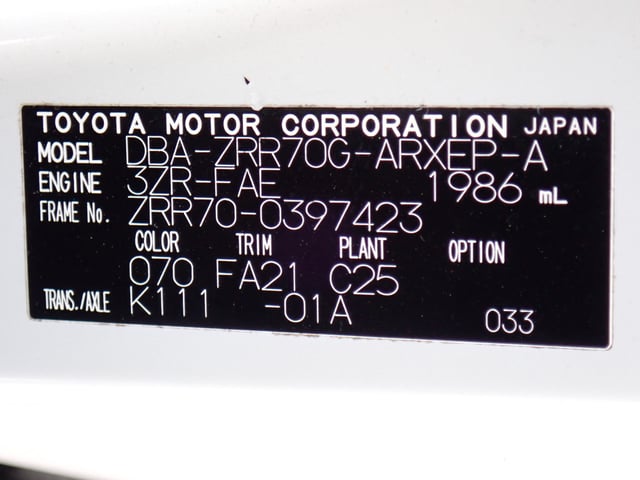 TOYOTA MOTOR CORPORATION JAPAN
MODEL DBA-ZRR70G-ARXEP-A
ENGINE 3ZR-FAE 1986 mL
FRAME No. ZRR70-0397423
COLOR TRIM PLANT OPTION
070 FA21 C25
TRANS./AXLE K111 -01A 033